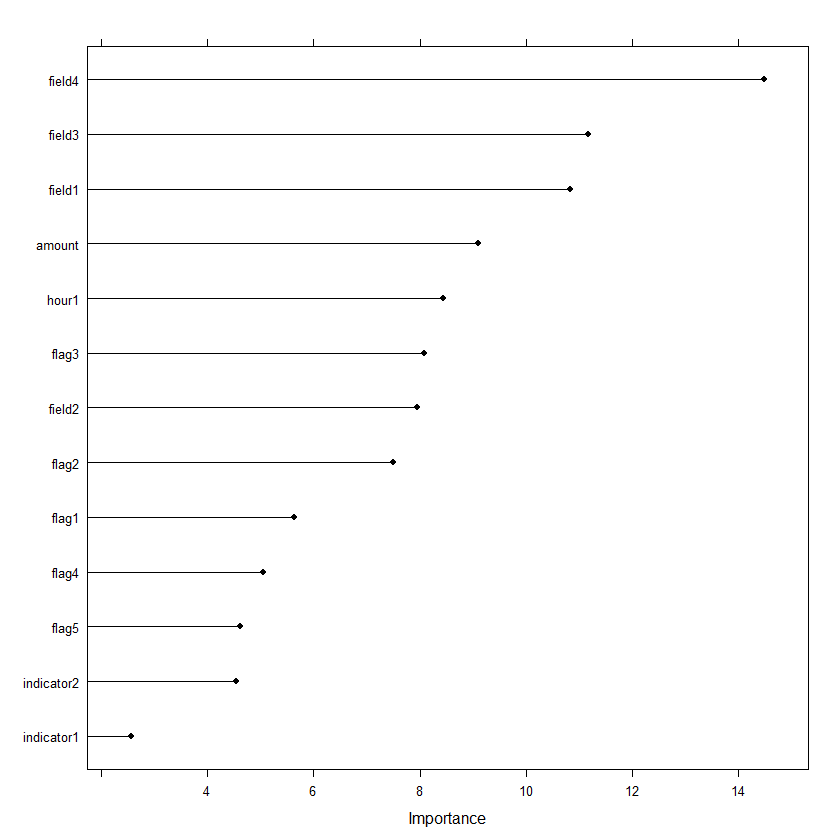 field4
field3
field1
amount
hour1
flag3
field2
flag2
flag1
flag4
flag5
indicator2
indicator1
4 6 8 10 12 14
Importance